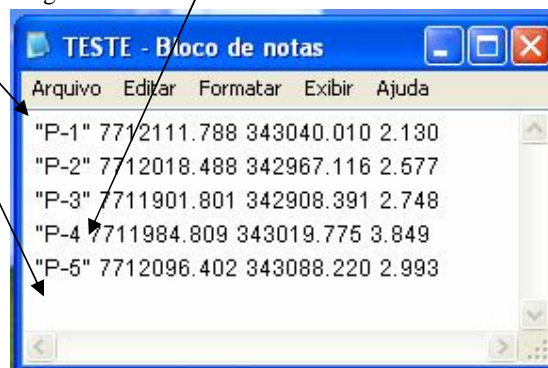 TESTE - Bloco de notas
Arquivo Editar Formatar Exibir Ajuda
"P-1" 7712111.788 343040.010 2.130
"P-2" 7712018.488 342967.116 2.577
"P-3" 7711901.801 342908.391 2.748
"P-4 7711984.809 343019.775 3.849
"P-5" 7712096.402 343088.220 2.993